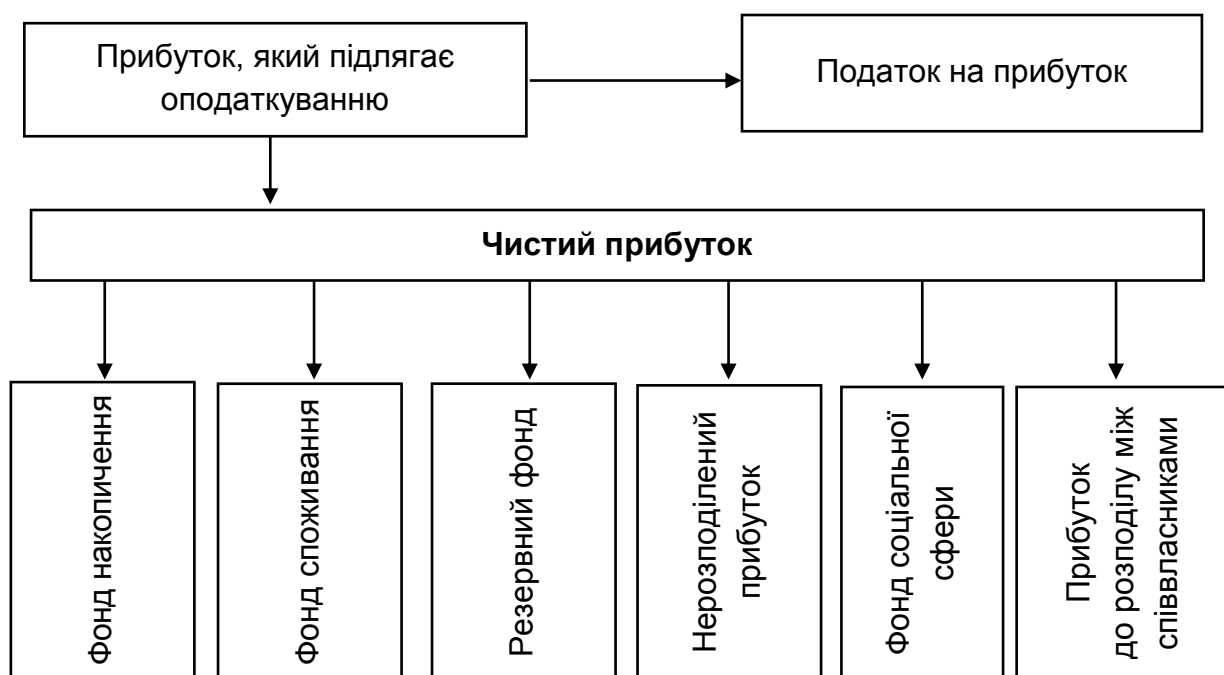 Прибуток, який підлягає
оподаткуванню
Податок на прибуток
Чистий прибуток
Фонд накопичення
Фонд споживання
Резервний фонд
Нерозподілений
прибуток
Фонд соціальної
сфери
Прибуток
до розподілу між
співвласниками